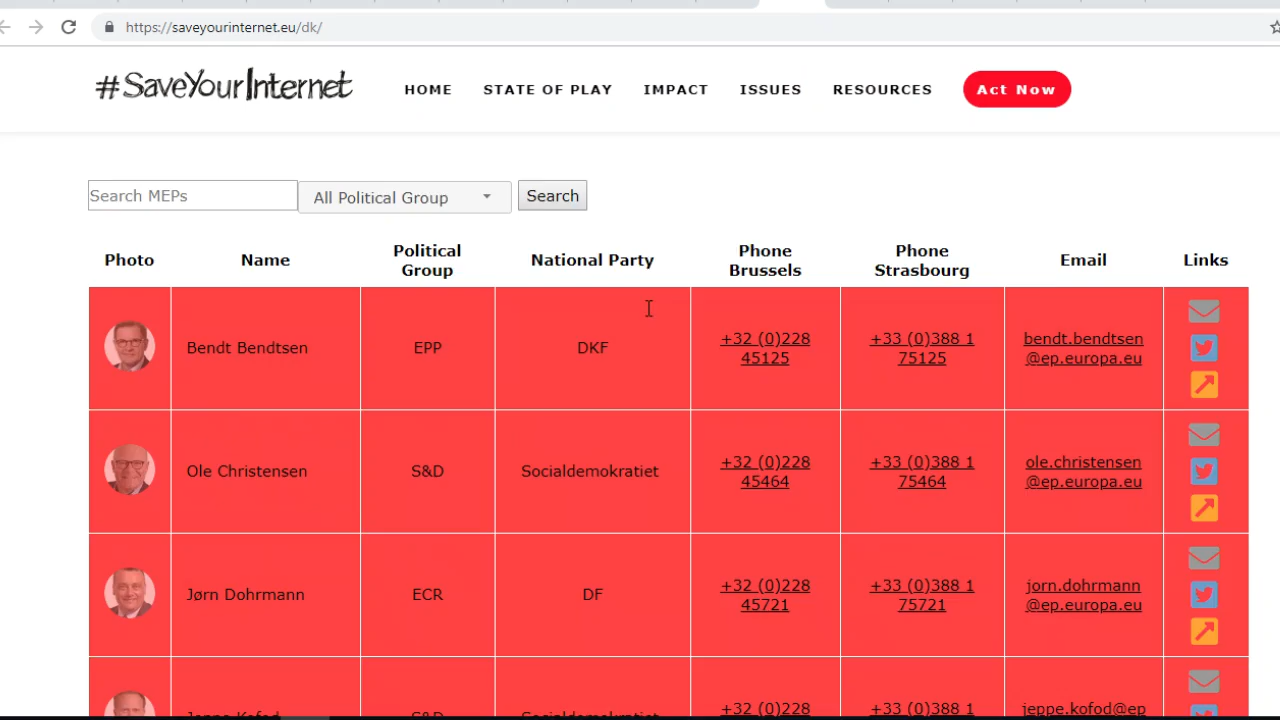 https://saveyourinternet.eu/dk/
#SaveYourInternet
HOME STATE OF PLAY IMPACT ISSUES RESOURCES Act Now
Search MEPs All Political Group Search
Photo Name Political Group National Party Phone Brussels Phone Strasbourg Email Links
Bendt Bendtsen EPP DKF +32 (0)228 45125 +33 (0)388 1 75125 bendt.bendtsen @ep.europa.eu
Ole Christensen S&D Socialdemokratiet +32 (0)228 45464 +33 (0)388 1 75464 ole.christensen @ep.europa.eu
Jørn Dohrmann ECR DF +32 (0)228 45721 +33 (0)388 1 75721 jorn.dohrmann @ep.europa.eu
Jeppe Kofod S&D Socialdemokratiet +32 (0)228 +33 (0)388 1 jeppe.kofod@ep